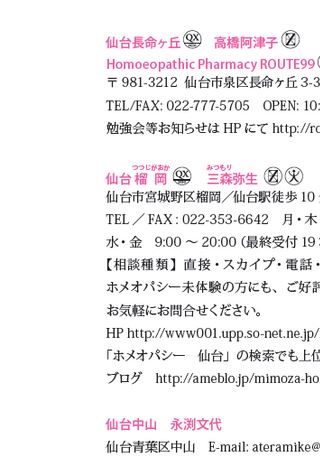 仙台長命ヶ丘 QX 高橋阿津子 Z
Homoeopathic Pharmacy ROUTE99
〒981-3212 仙台市泉区長命ヶ丘 3-3
TEL/FAX: 022-777-5705 OPEN: 10:
勉強会等お知らせは HP にて http://ro
つつじがおか みつもり
仙台 榴 岡 QX 三森弥生 Z 火
仙台市宮城野区榴岡／仙台駅徒歩 10
TEL ／ FAX : 022-353-6642 月・木
水・金 9:00 ～ 20:00（最終受付 19
【相談種類】直接・スカイプ・電話・
ホメオパシー未体験の方にも、ご好評
お気軽にお問合せください。
HP http://www001.upp.so-net.ne.jp/
「ホメオパシー 仙台」の検索でも上位
ブログ http://ameblo.jp/mimoza-ho
仙台中山 永渕文代
仙台青葉区中山 E-mail: ateramike@